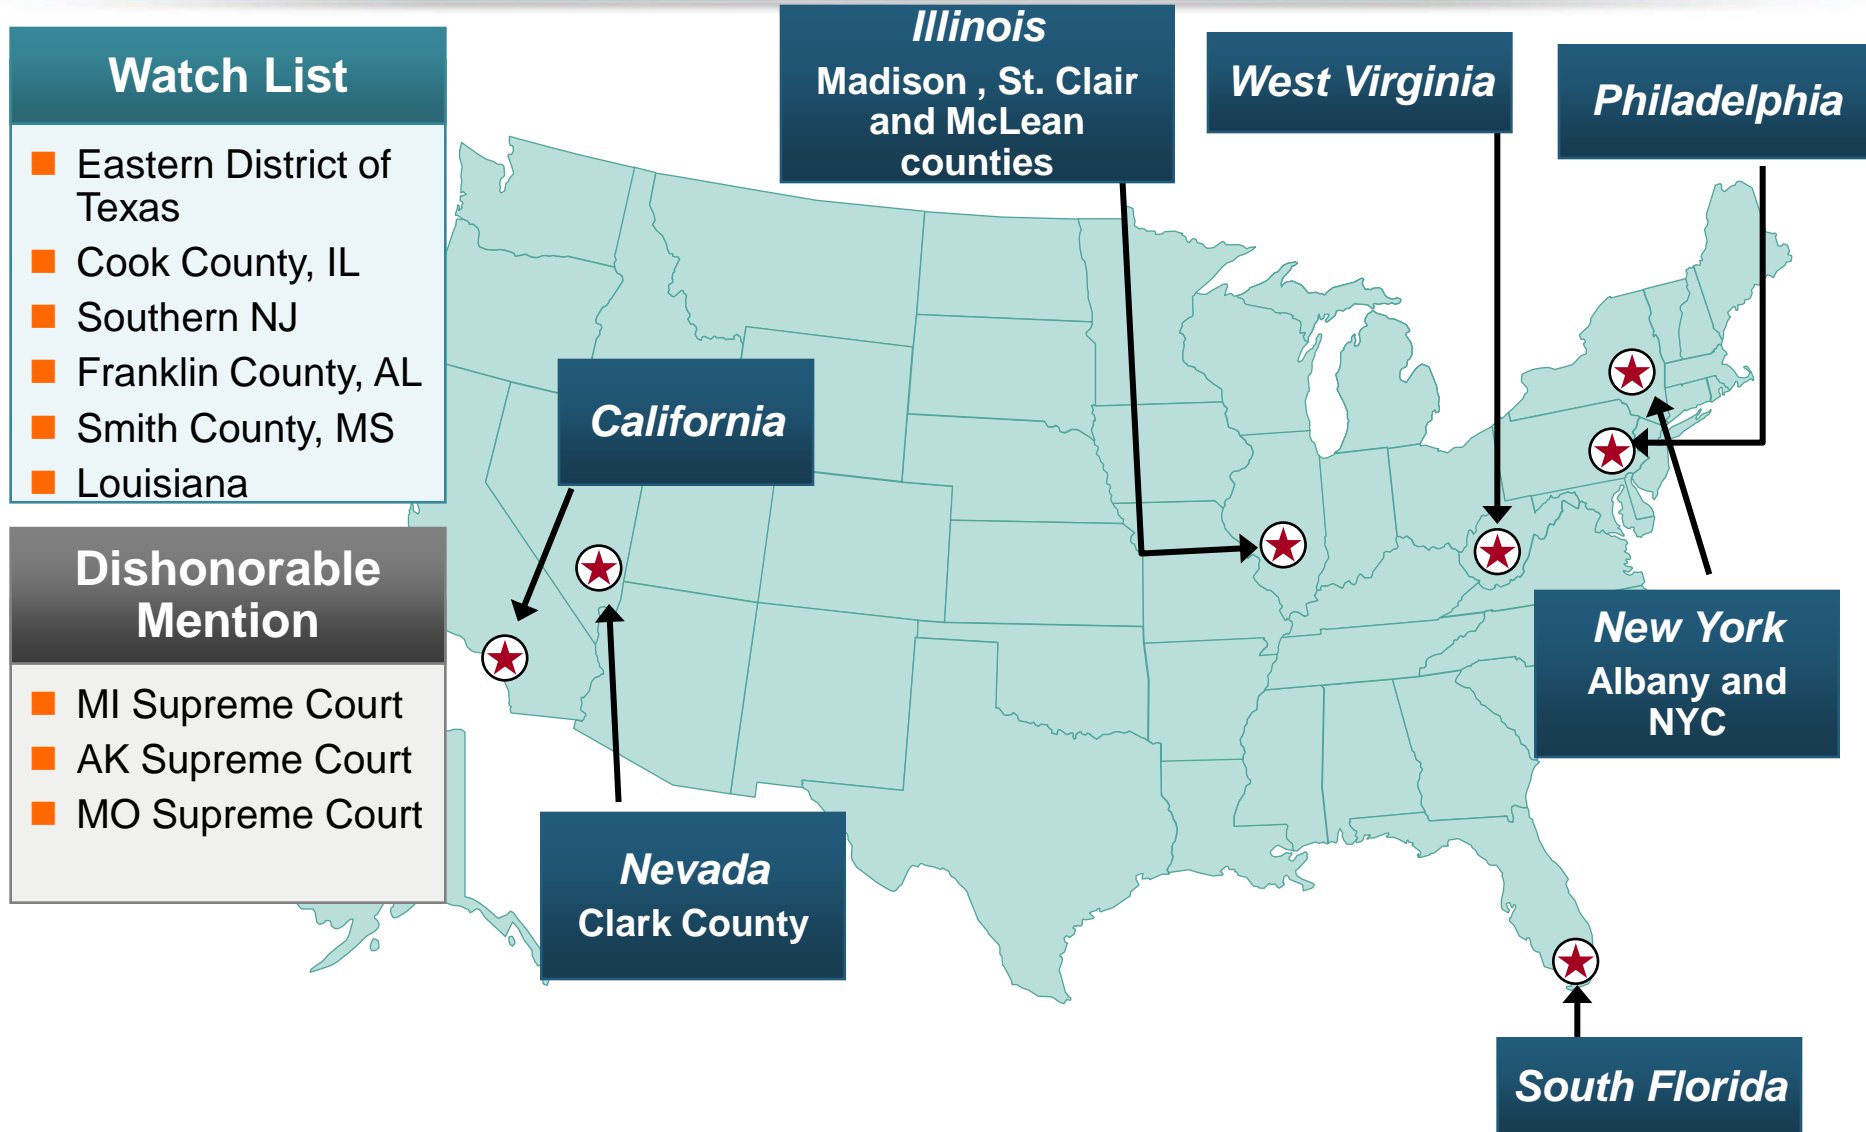 Watch List
Eastern District of
Texas
Cook County, IL
Southern NJ
Franklin County, AL
Smith County, MS
Louisiana
Dishonorable
Mention
MI Supreme Court
AK Supreme Court
MO Supreme Court
Illinois
Madison , St. Clair
and McLean
counties
West Virginia
Philadelphia
California
New York
Albany and
NYC
Nevada
Clark County
South Florida